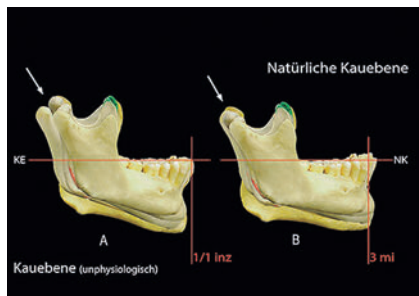 Natürliche Kauebene
KE
NK
A
B
1/1 inz
3 mi
Kauebene (unphysiologisch)